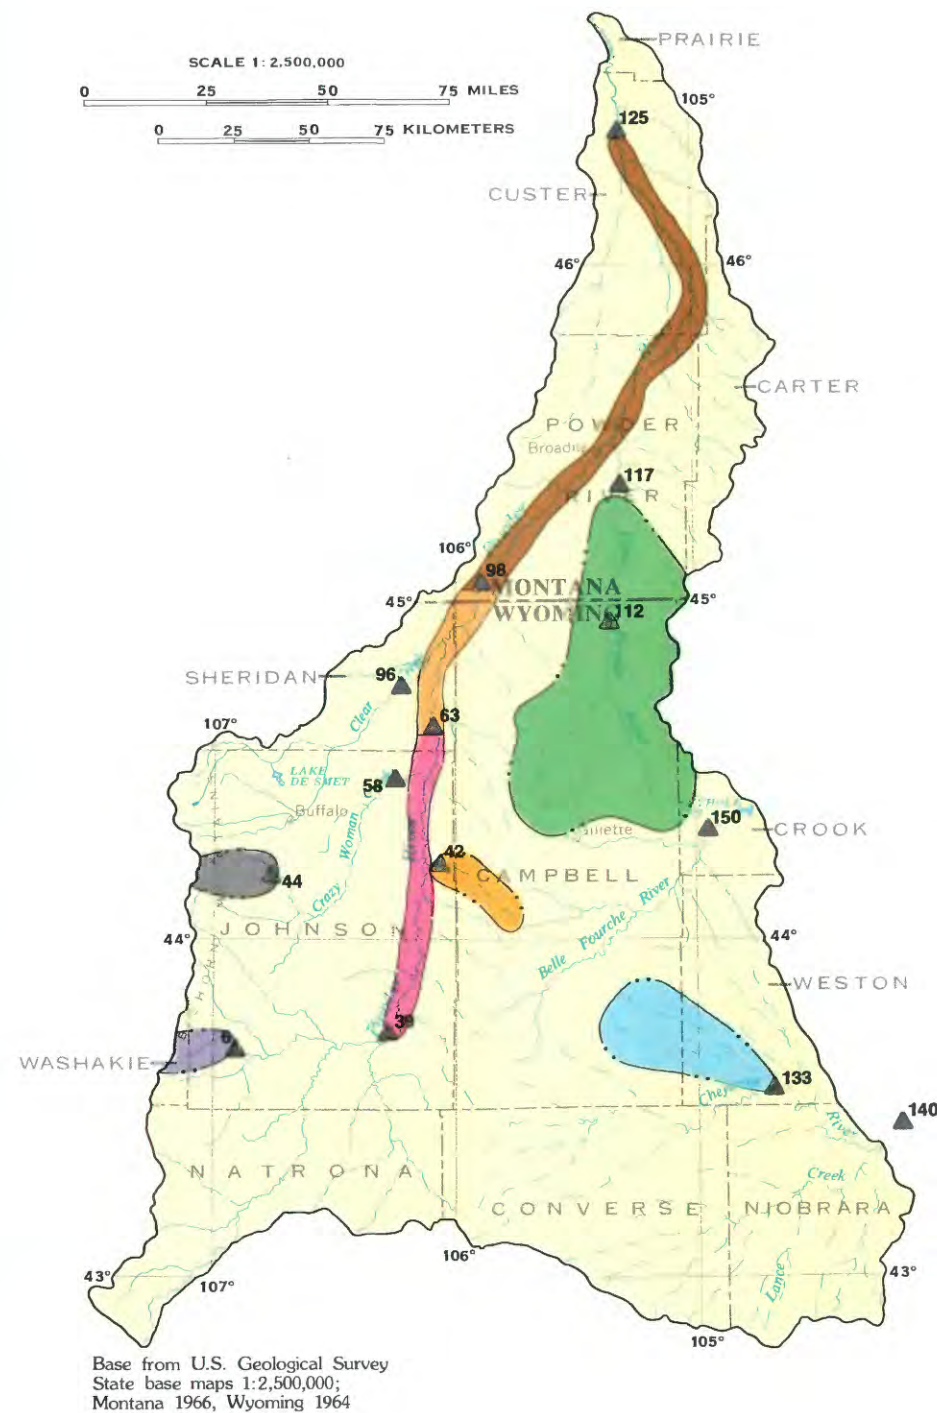 PRAIRIE
SCALE 1:2,500,000
0 25 50 75 MILES
0 25 50 75 KILOMETERS
105°
125
CUSTER
46°
46°
CARTER
POWDER
117
RIVER
106°
98
MONTANA
45°
45°
WYOMING
112
SHERIDAN
96
Clear
63
107°
LAKE
DE SMET
58
Buffalo
150
CROOK
Woman
42
CAMPBELL
44
Crazy
River
JOHNSON
Belle Fourche River
44°
44°
HORN
WESTON
39
6
WASHAKIE
133
Cheyenne
140
River
NATRONA
Creek
CONVERSE
NIOBRARA
106°
Lance
43°
107°
43°
105°
Base from U.S. Geological Survey
State base maps 1:2,500,000;
Montana 1966, Wyoming 1964